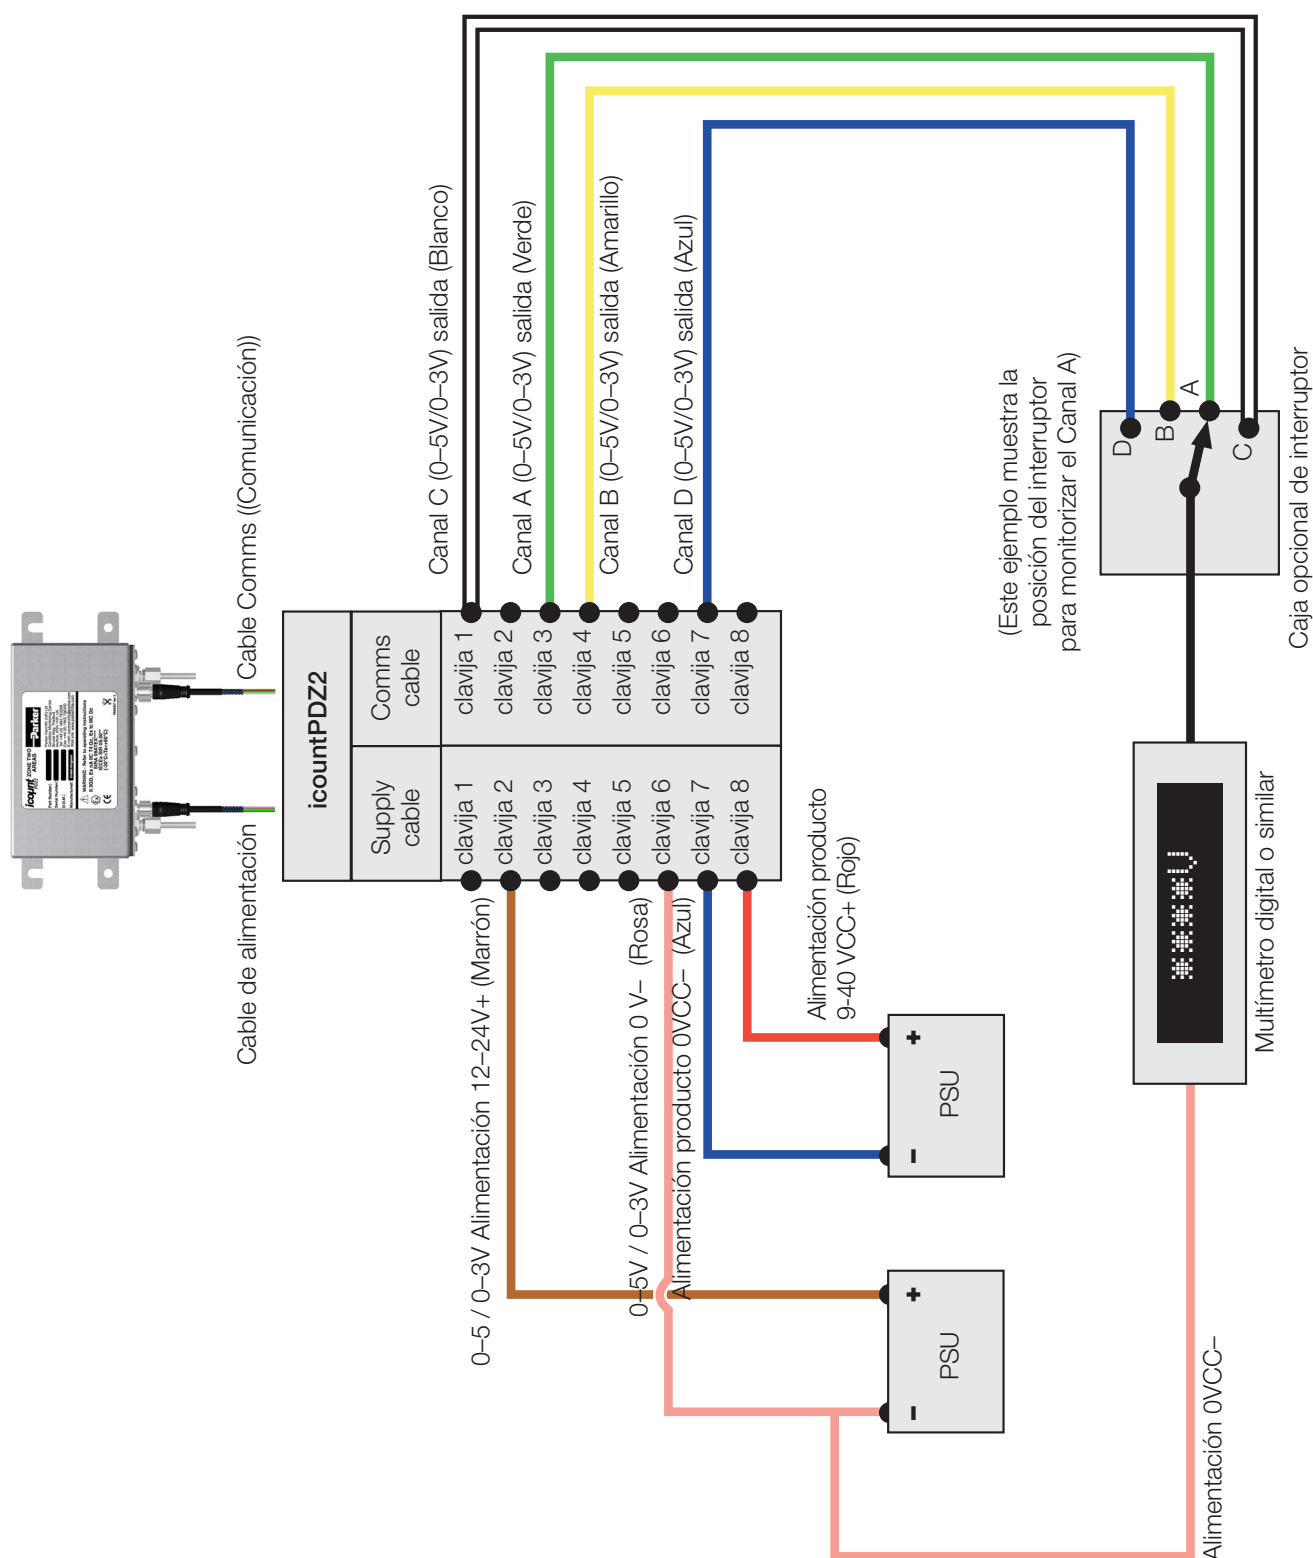 Cable de alimentación
Cable Comms ((Comunicación))
icount
ZONE TWO
AREAS
Parker
icountPDZ2
Supply
cable
Comms
cable
clavija 1
clavija 2
clavija 3
clavija 4
clavija 5
clavija 6
clavija 7
clavija 8
clavija 1
clavija 2
clavija 3
clavija 4
clavija 5
clavija 6
clavija 7
clavija 8
0–5 / 0–3V Alimentación 12–24V+ (Marrón)
0–5V / 0–3V Alimentación 0 V– (Rosa)
Alimentación producto 0VCC– (Azul)
Alimentación producto
9-40 VCC+ (Rojo)
Canal C (0–5V/0–3V) salida (Blanco)
Canal A (0–5V/0–3V) salida (Verde)
Canal B (0–5V/0–3V) salida (Amarillo)
Canal D (0–5V/0–3V) salida (Azul)
– PSU +
– PSU +
(Este ejemplo muestra la
posición del interruptor
para monitorizar el Canal A)
D
B
A
C
Caja opcional de interruptor
****V
Multímetro digital o similar
Alimentación 0VCC–